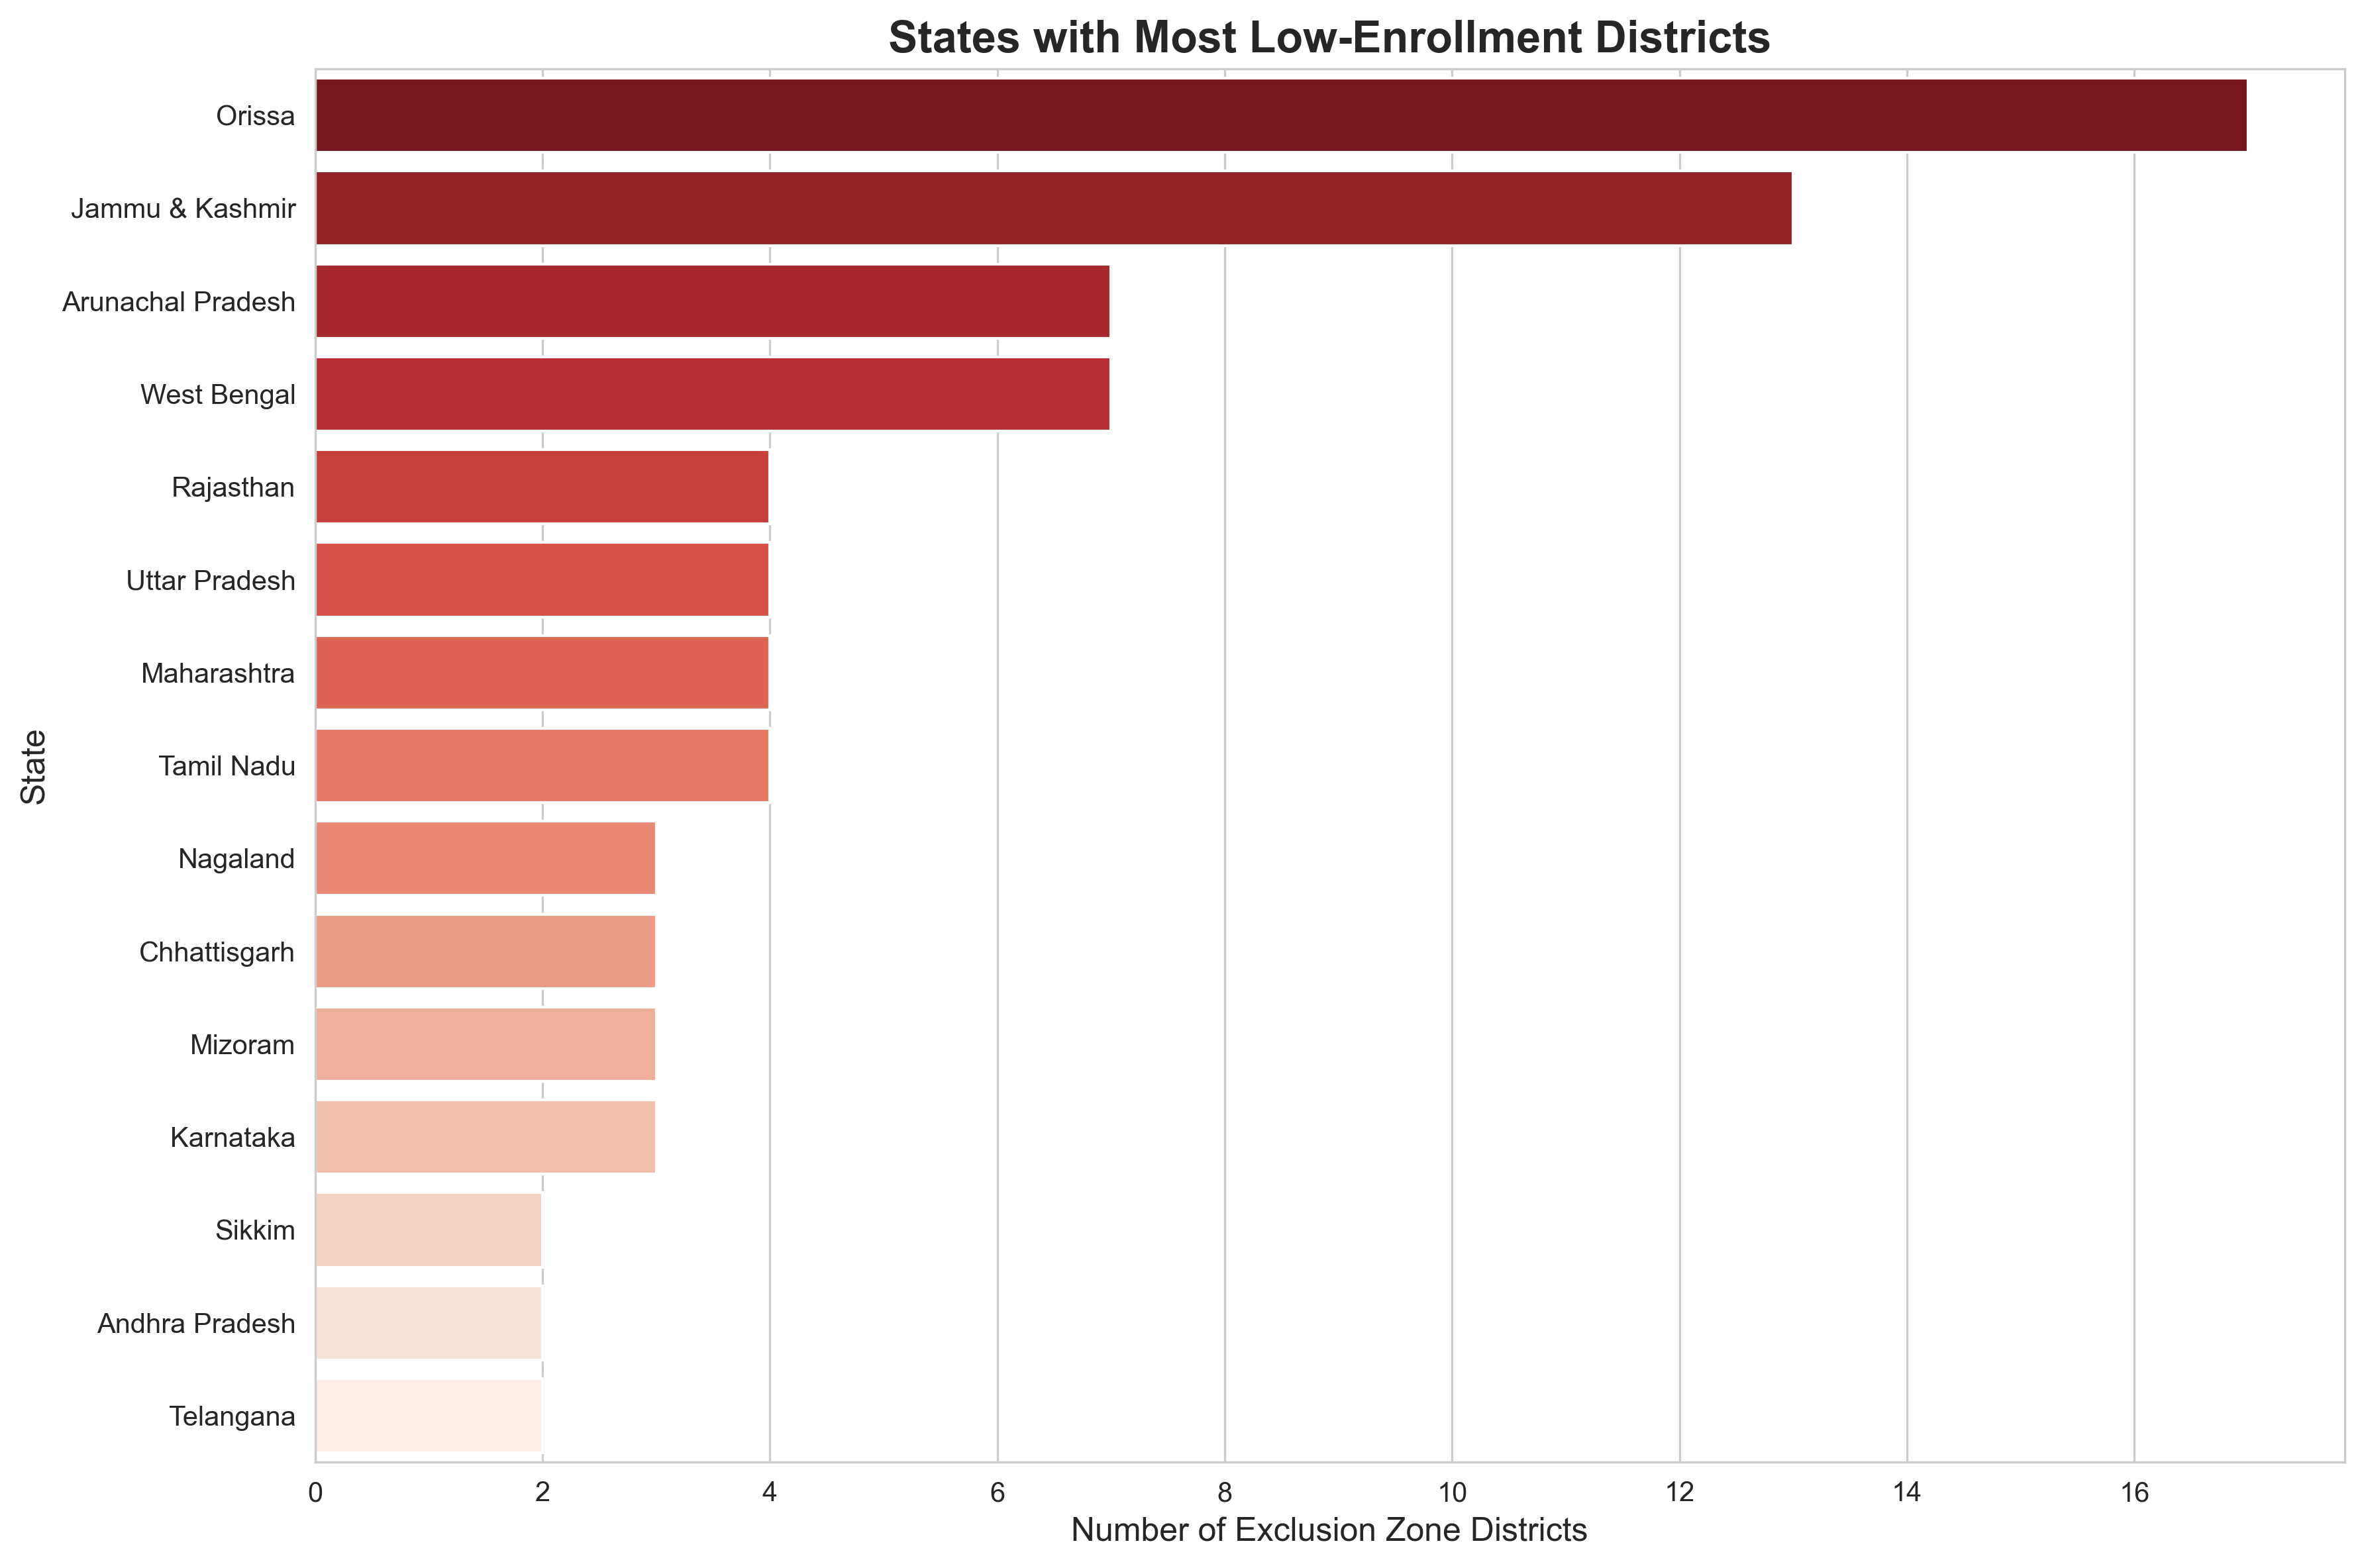 States with Most Low-Enrollment Districts
Orissa
Jammu & Kashmir
Arunachal Pradesh
West Bengal
Rajasthan
Uttar Pradesh
Maharashtra
Tamil Nadu
Nagaland
Chhattisgarh
Mizoram
Karnataka
Sikkim
Andhra Pradesh
Telangana
State
0 2 4 6 8 10 12 14 16
Number of Exclusion Zone Districts